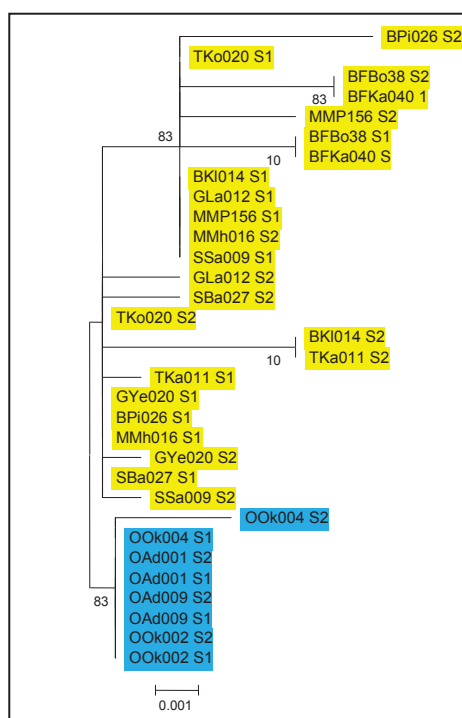 BPi026 S2
TKo020 S1
BFBo38 S2
83
BFKa040 1
MMP156 S2
83
BFBo38 S1
10
BFKa040 S
BKI014 S1
GLa012 S1
MMP156 S1
MMh016 S2
SSa009 S1
GLa012 S2
SBa027 S2
TKo020 S2
BKI014 S2
10
TKa011 S2
TKa011 S1
GYe020 S1
BPi026 S1
MMh016 S1
GYe020 S2
SBa027 S1
SSa009 S2
OOk004 S2
OOk004 S1
OAd001 S2
OAd001 S1
83
OAd009 S2
OAd009 S1
OOk002 S2
OOk002 S1
0.001